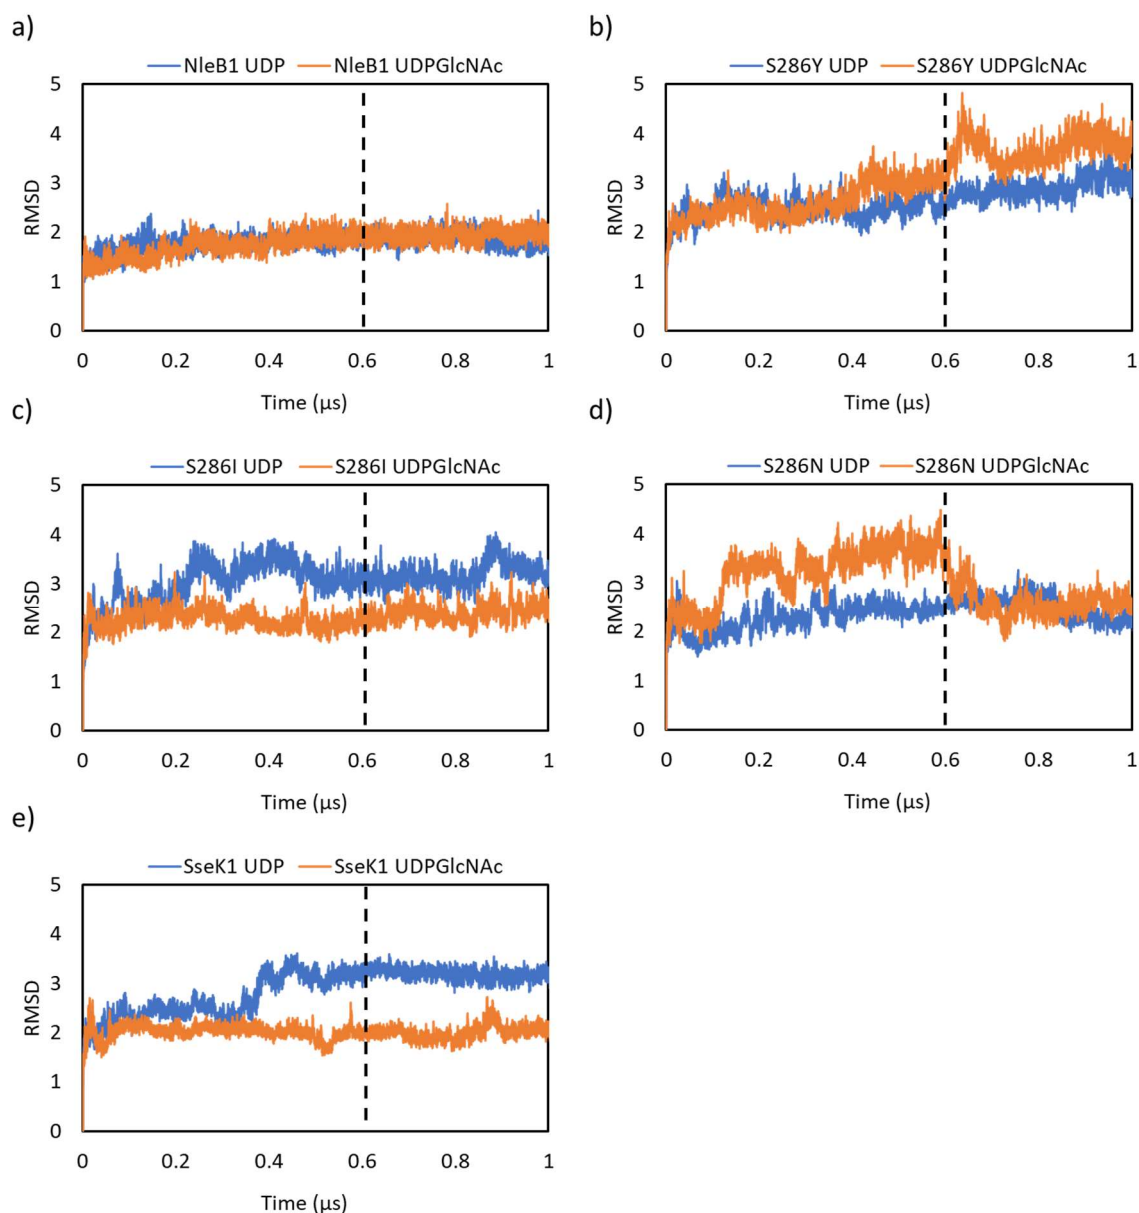 a)
NleB1 UDP NleB1 UDPGlcNAc
5
4
3
2
1
0
RMSD
0 0.2 0.4 0.6 0.8 1
Time (μs)
b)
S286Y UDP S286Y UDPGlcNAc
5
4
3
2
1
0
RMSD
0 0.2 0.4 0.6 0.8 1
Time (μs)
c)
S286I UDP S286I UDPGlcNAc
5
4
3
2
1
0
RMSD
0 0.2 0.4 0.6 0.8 1
Time (μs)
d)
S286N UDP S286N UDPGlcNAc
5
4
3
2
1
0
RMSD
0 0.2 0.4 0.6 0.8 1
Time (μs)
e)
SseK1 UDP SseK1 UDPGlcNAc
5
4
3
2
1
0
RMSD
0 0.2 0.4 0.6 0.8 1
Time (μs)